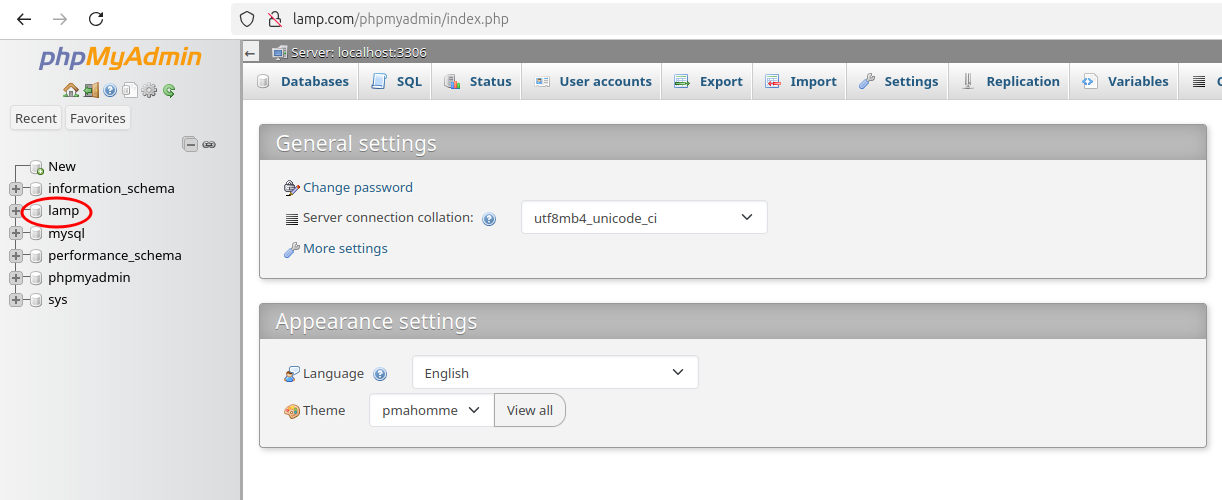 lamp.com/phpmyadmin/index.php
phpMyAdmin
Recent Favorites
New
information_schema
lamp
mysql
performance_schema
phpmyadmin
sys
Server: localhost:3306
Databases SQL Status User accounts Export Import Settings Replication Variables
General settings
Change password
Server connection collation: utf8mb4_unicode_ci
More settings
Appearance settings
Language English
Theme pmahomme View all